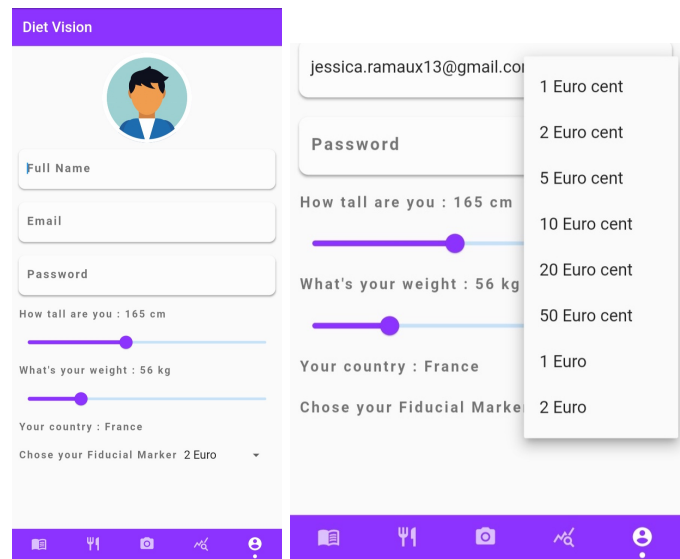 Diet Vision
Full Name
Email
Password
How tall are you : 165 cm
What's your weight : 56 kg
Your country : France
Chose your Fiducial Marker 2 Euro
jessica.ramaux13@gmail.co
Password
How tall are you : 165 cm
What's your weight : 56 kg
Your country : France
Chose your Fiducial Marke
1 Euro cent
2 Euro cent
5 Euro cent
10 Euro cent
20 Euro cent
50 Euro cent
1 Euro
2 Euro